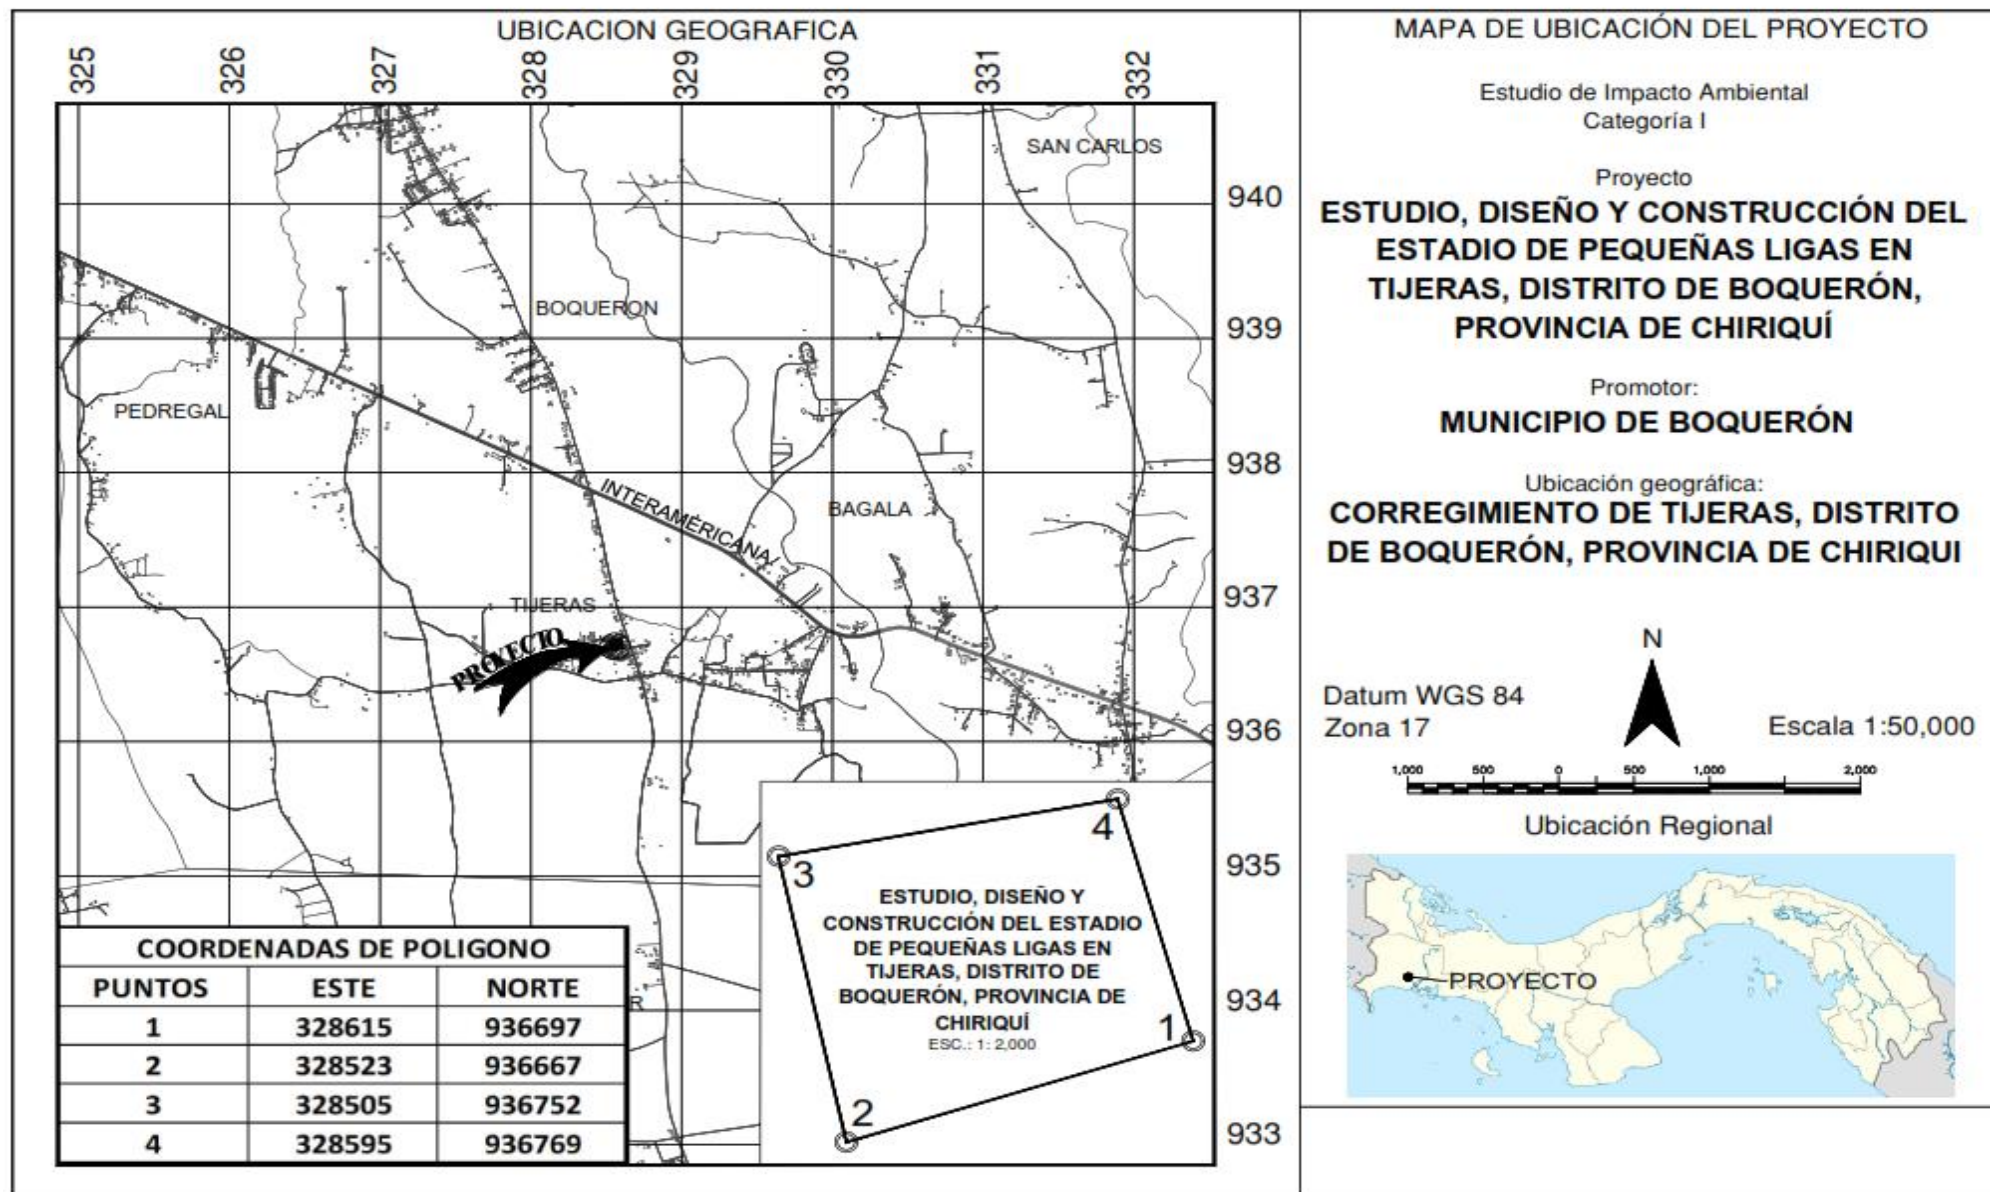 UBICACION GEOGRAFICA
325 326 327 328 329 330 331 332
SAN CARLOS
940
BOQUERON
939
PEDREGAL
938
INTERAMÉRICANA
BAGALA
937
TIJERAS
PROYECTO
936
935
934
933
R
COORDENADAS DE POLIGONO
PUNTOS ESTE NORTE
1 328615 936697
2 328523 936667
3 328505 936752
4 328595 936769
4
3
ESTUDIO, DISEÑO Y
CONSTRUCCIÓN DEL ESTADIO
DE PEQUEÑAS LIGAS EN
TIJERAS, DISTRITO DE
BOQUERÓN, PROVINCIA DE
CHIRIQUÍ
ESC.: 1: 2,000
1
2
MAPA DE UBICACIÓN DEL PROYECTO
Estudio de Impacto Ambiental
Categoría I
Proyecto
ESTUDIO, DISEÑO Y CONSTRUCCIÓN DEL
ESTADIO DE PEQUEÑAS LIGAS EN
TIJERAS, DISTRITO DE BOQUERÓN,
PROVINCIA DE CHIRIQUÍ
Promotor:
MUNICIPIO DE BOQUERÓN
Ubicación geográfica:
CORREGIMIENTO DE TIJERAS, DISTRITO
DE BOQUERÓN, PROVINCIA DE CHIRIQUI
N
Datum WGS 84
Zona 17
Escala 1:50,000
1,000 500 0 500 1,000 2,000
Ubicación Regional
PROYECTO